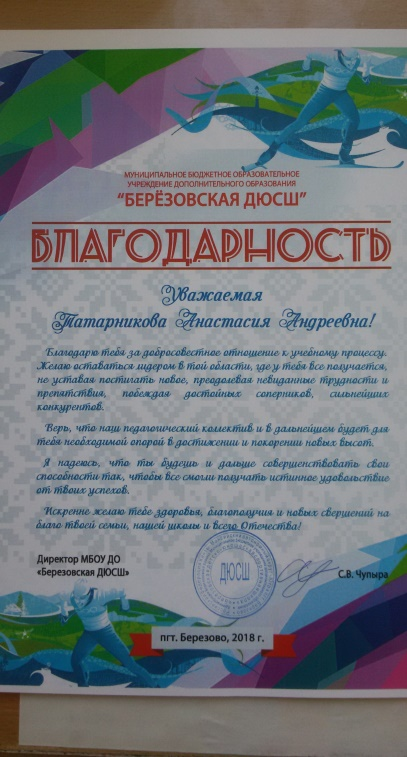 МУНИЦИПАЛЬНОЕ БЮДЖЕТНОЕ ОБРАЗОВАТЕЛЬНОЕ
УЧРЕЖДЕНИЕ ДОПОЛНИТЕЛЬНОГО ОБРАЗОВАНИЯ
"БЕРЁЗОВСКАЯ ДЮСШ"
БЛАГОДАРНОСТЬ
Уважаемая
Татарникова Анастасия Андреевна!
Благодарю тебя за добросовестное отношение к учебному процессу.
Желаю оставаться лидером в той области, где у тебя все получается,
не уставая постигать новое, преодолевая невиданные трудности и
препятствия, побеждая достойных соперников, сильнейших
конкурентов.
Верь, что наш педагогический коллектив и в дальнейшем будет для
тебя необходимой опорой в достижении и покорении новых высот.
Я надеюсь, что ты будешь и дальше совершенствовать свои
способности так, чтобы все смогли получать истинное удовольствие
от твоих успехов.
Искренне желаю тебе здоровья, благополучия и новых свершений на
благо твоей семьи, нашей школы и всего Отечества!
Директор МБОУ ДО
«Березовская ДЮСШ»
ДЮСШ
С.В. Чупыра
пгт. Березово, 2018 г.